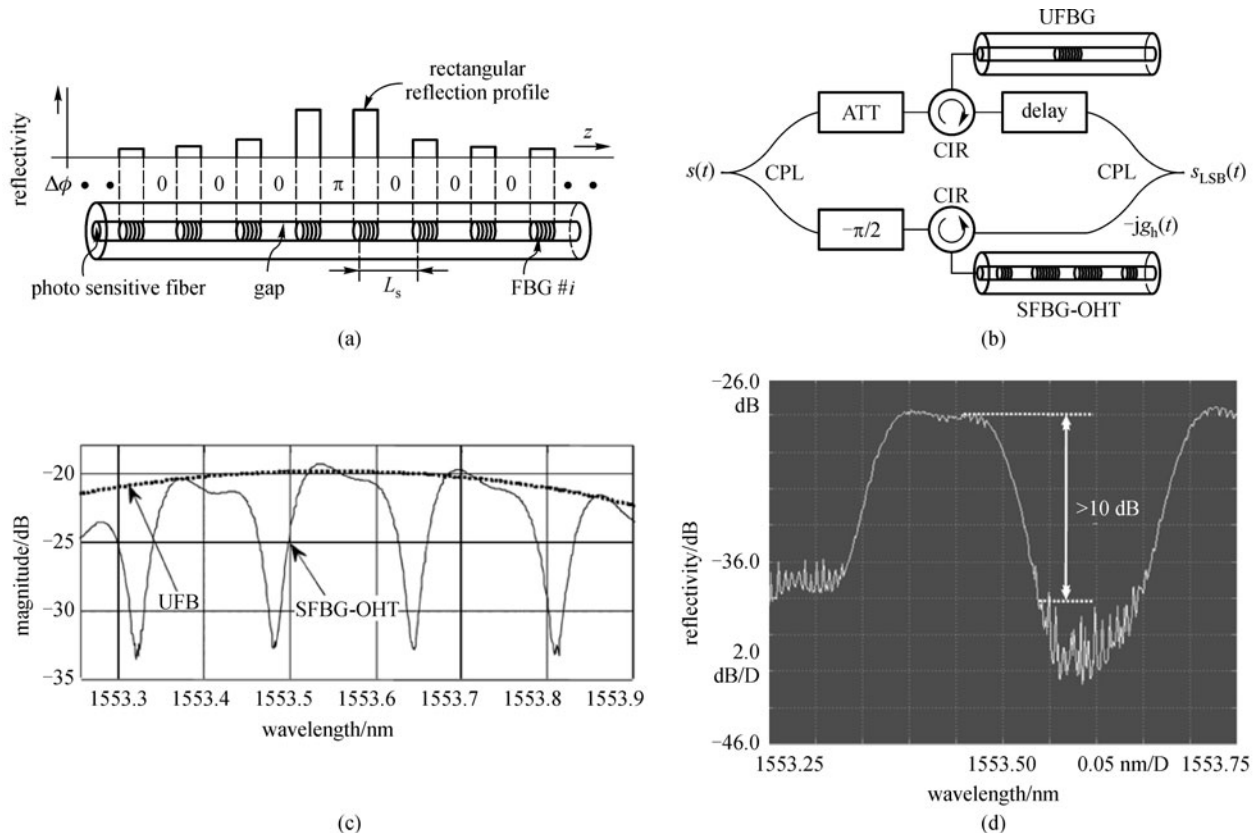 rectangular
reflection profile
reflectivity
z
Δϕ
0 0 0 π 0 0 0
photo sensitive fiber
gap
L_s
FBG #i
(a)
UFBG
ATT
CIR
delay
s(t)
CPL
CPL
s_LSB(t)
CIR
−π/2
−jg_h(t)
SFBG-OHT
(b)
magnitude/dB
−20
−25
−30
−35
UFB
SFBG-OHT
1553.3 1553.4 1553.5 1553.6 1553.7 1553.8 1553.9
wavelength/nm
(c)
reflectivity/dB
−26.0
dB
−36.0
2.0
dB/D
−46.0
>10 dB
1553.25 1553.50 0.05 nm/D 1553.75
wavelength/nm
(d)